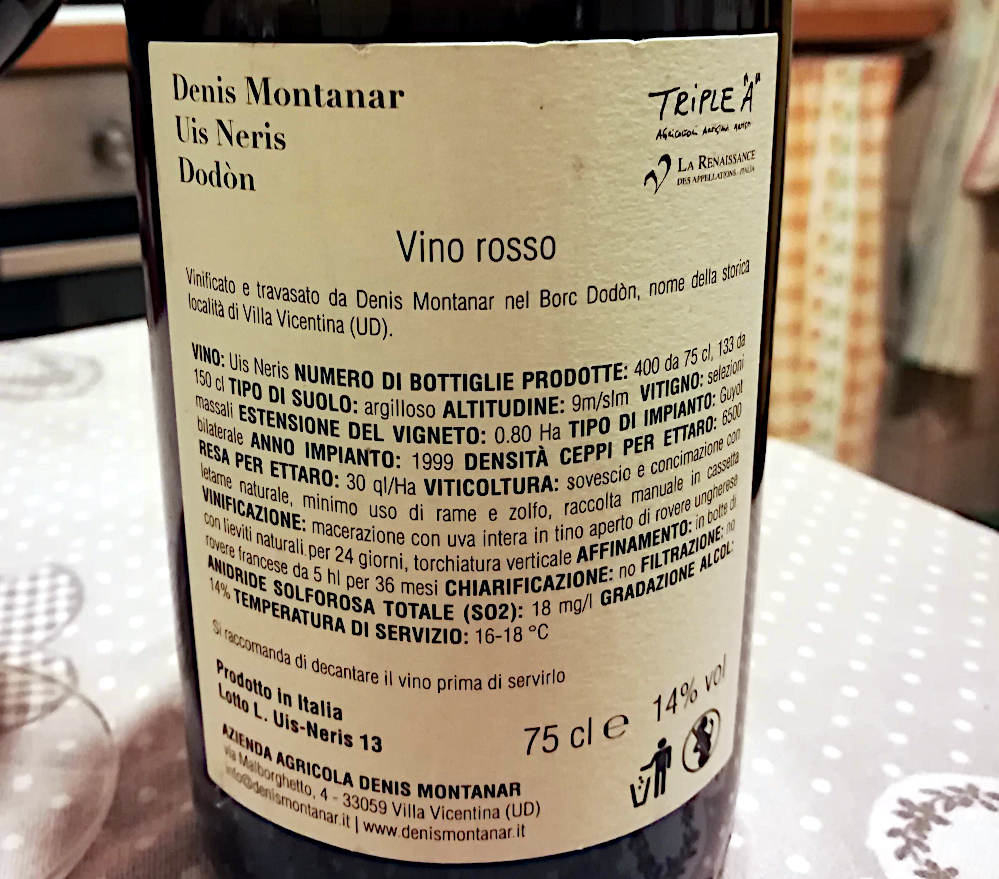 Denis Montanar
Uis Neris
Dodòn
TRiPLE "A"
AGRiCOLTORi ARTiGiANi ARTiSTi
LA RENAISSANCE
DES APPELLATIONS - ITALIA
Vino rosso
Vinificato e travasato da Denis Montanar nel Borc Dodòn, nome della storica
località di Villa Vicentina (UD).
VINO: Uis Neris NUMERO DI BOTTIGLIE PRODOTTE: 400 da 75 cl, 133 da
150 cl TIPO DI SUOLO: argilloso ALTITUDINE: 9m/slm VITIGNO: selezioni
massali ESTENSIONE DEL VIGNETO: 0.80 Ha TIPO DI IMPIANTO: Guyot
bilaterale ANNO IMPIANTO: 1999 DENSITÀ CEPPI PER ETTARO: 6500
RESA PER ETTARO: 30 ql/Ha VITICOLTURA: sovescio e concimazione con
letame naturale, minimo uso di rame e zolfo, raccolta manuale in cassetta
VINIFICAZIONE: macerazione con uva intera in tino aperto di rovere ungherese
con lieviti naturali per 24 giorni, torchiatura verticale AFFINAMENTO: in botte di
rovere francese da 5 hl per 36 mesi CHIARIFICAZIONE: no FILTRAZIONE: no
ANIDRIDE SOLFOROSA TOTALE (SO2): 18 mg/l GRADAZIONE ALCOL:
14% TEMPERATURA DI SERVIZIO: 16-18 °C
Si raccomanda di decantare il vino prima di servirlo
Prodotto in Italia
Lotto L. Uis-Neris 13
75 cl e 14% vol
AZIENDA AGRICOLA DENIS MONTANAR
via Malborghetto, 4 - 33059 Villa Vicentina (UD)
info@denismontanar.it | www.denismontanar.it